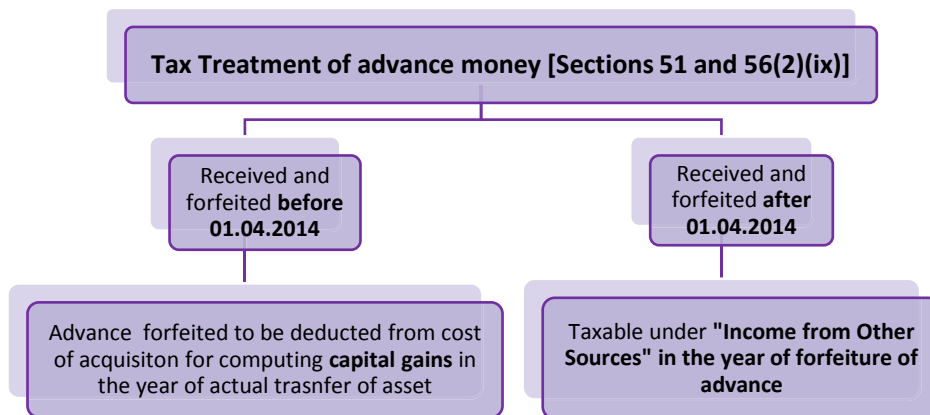 Tax Treatment of advance money [Sections 51 and 56(2)(ix)]
Received and
forfeited before
01.04.2014
Received and
forfeited after
01.04.2014
Advance forfeited to be deducted from cost
of acquisiton for computing capital gains in
the year of actual trasnfer of asset
Taxable under "Income from Other
Sources" in the year of forfeiture of
advance